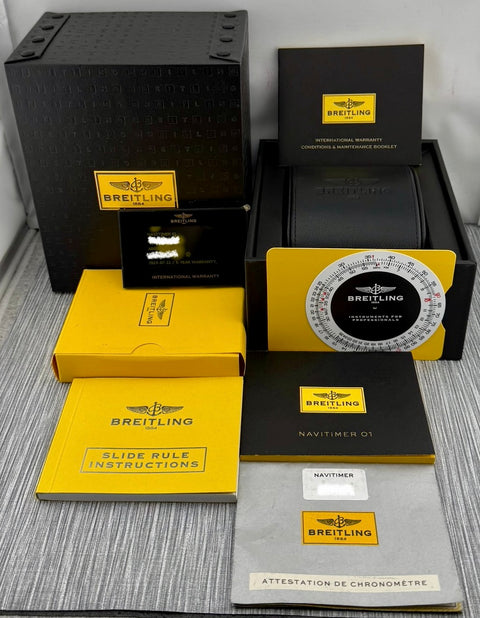 BREITLING
1884
INTERNATIONAL WARRANTY
CONDITIONS & MAINTENANCE BOOKLET
BREITLING
1884
BREITLING
BREITLING
INTERNATIONAL WARRANTY
BREITLING
BREITLING
INSTRUMENTS FOR
PROFESSIONALS
BREITLING
1884
SLIDE RULE
INSTRUCTIONS
BREITLING
1884
NAVITIMER 01
NAVITIMER
BREITLING
1884
ATTESTATION DE CHRONOMÈTRE